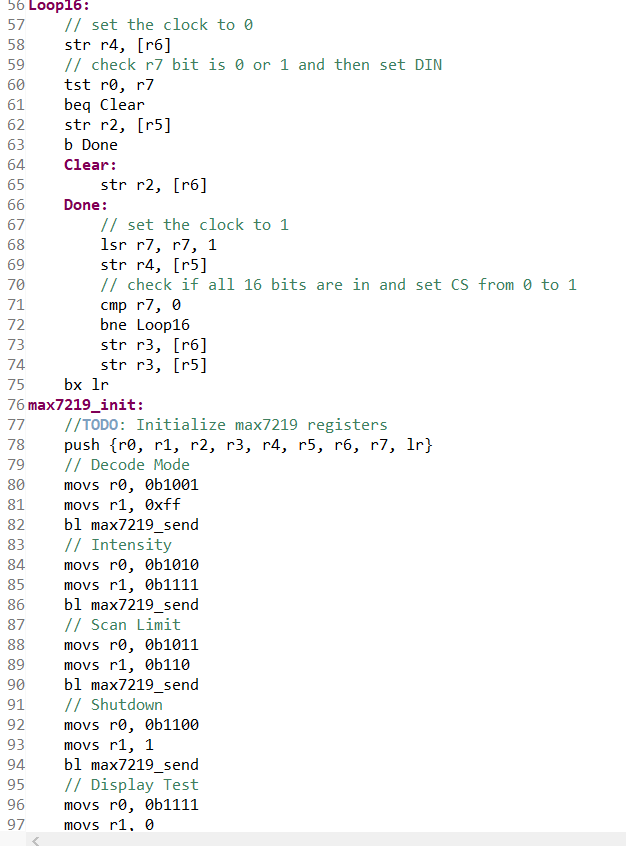 56 Loop16:
57 // set the clock to 0
58 str r4, [r6]
59 // check r7 bit is 0 or 1 and then set DIN
60 tst r0, r7
61 beq Clear
62 str r2, [r5]
63 b Done
64 Clear:
65 str r2, [r6]
66 Done:
67 // set the clock to 1
68 lsr r7, r7, 1
69 str r4, [r5]
70 // check if all 16 bits are in and set CS from 0 to 1
71 cmp r7, 0
72 bne Loop16
73 str r3, [r6]
74 str r3, [r5]
75 bx lr
76 max7219_init:
77 //TODO: Initialize max7219 registers
78 push {r0, r1, r2, r3, r4, r5, r6, r7, lr}
79 // Decode Mode
80 movs r0, 0b1001
81 movs r1, 0xff
82 bl max7219_send
83 // Intensity
84 movs r0, 0b1010
85 movs r1, 0b1111
86 bl max7219_send
87 // Scan Limit
88 movs r0, 0b1011
89 movs r1, 0b110
90 bl max7219_send
91 // Shutdown
92 movs r0, 0b1100
93 movs r1, 1
94 bl max7219_send
95 // Display Test
96 movs r0, 0b1111
97 movs r1, 0